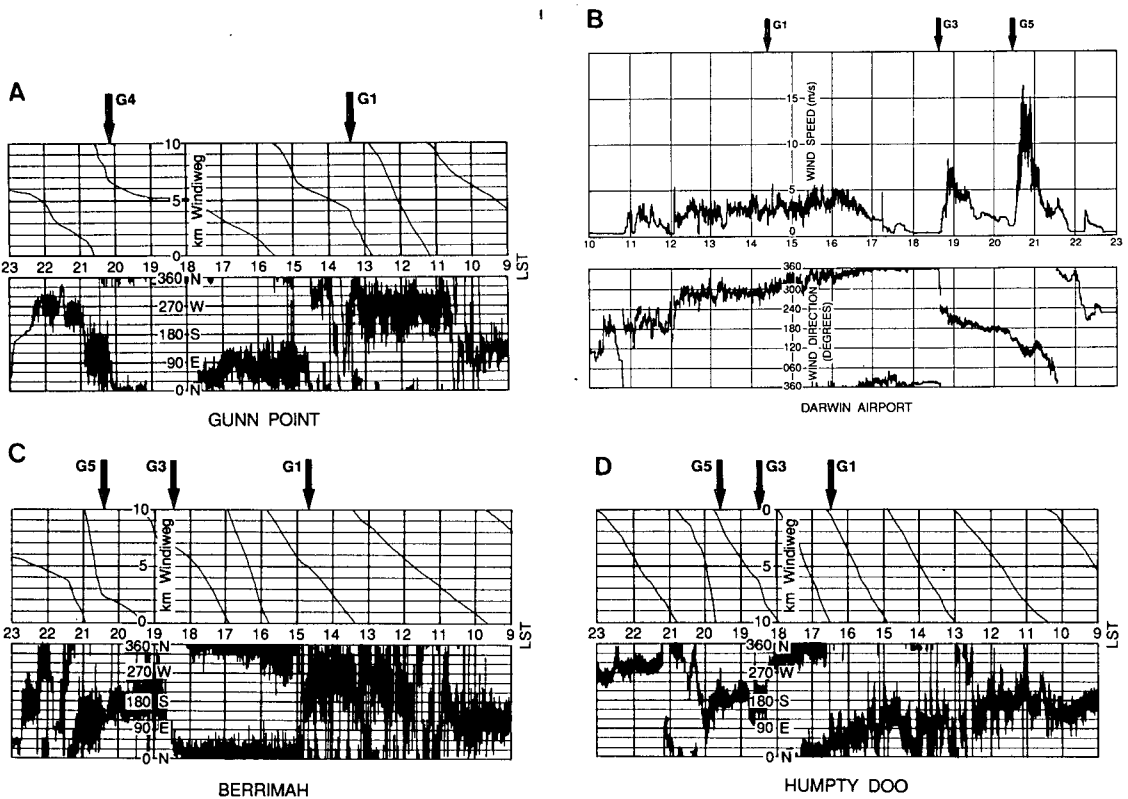 A
G4
G1
10
5
0
km Windiweg
23 22 21 20 19 18 17 16 15 14 13 12 11 10 9
LST
360 N
270 W
180 S
90 E
0 N
GUNN POINT
B
G1
G3
G5
15
10
5
0
WIND SPEED (m/s)
10 11 12 13 14 15 16 17 18 19 20 21 22 23
360
300
240
180
120
060
360
WIND DIRECTION
(DEGREES)
DARWIN AIRPORT
C
G5
G3
G1
10
5
0
km Windiweg
23 22 21 20 19 18 17 16 15 14 13 12 11 10 9
LST
360 N
270 W
180 S
90 E
0 N
BERRIMAH
D
G5
G3
G1
0
5
10
km Windiweg
23 22 21 20 19 18 17 16 15 14 13 12 11 10 9
LST
360 N
270 W
180 S
90 E
0 N
HUMPTY DOO